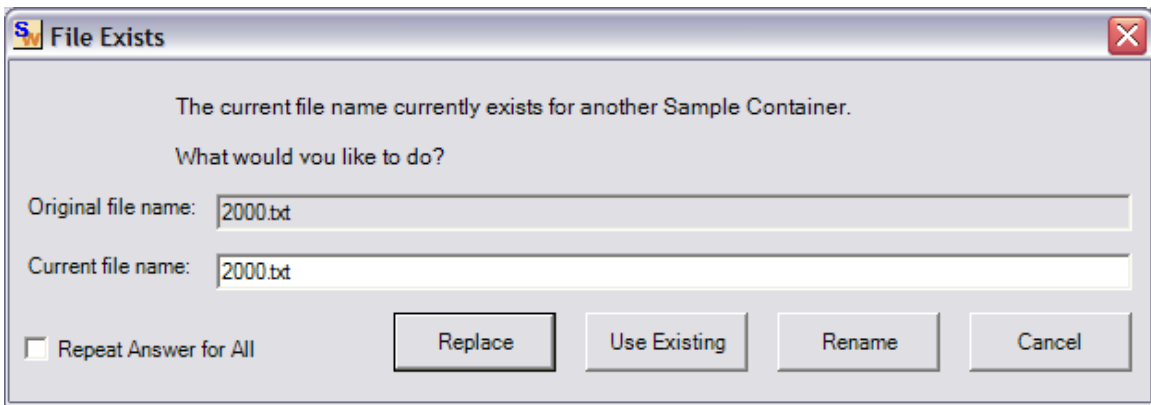 SW File Exists
The current file name currently exists for another Sample Container.
What would you like to do?
Original file name: 2000.txt
Current file name: 2000.txt
Repeat Answer for All Replace Use Existing Rename Cancel